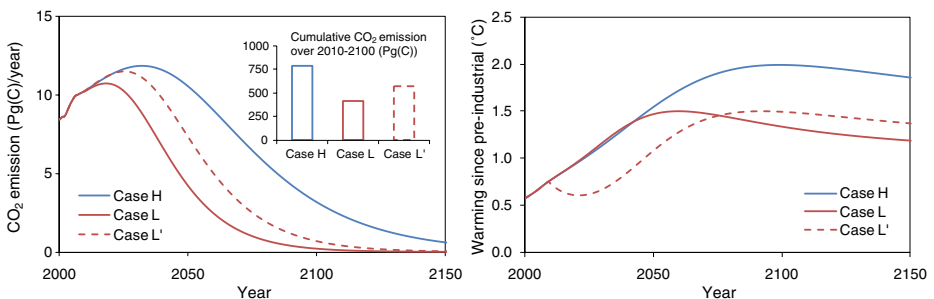 CO2 emission (Pg(C)/year)
15
10
5
0
2000
2050
2100
2150
Year
Case H
Case L
Case L'
Cumulative CO2 emission
over 2010-2100 (Pg(C))
1000
750
500
250
0
Case H
Case L
Case L'
Warming since pre-industrial (˚C)
2.5
2.0
1.5
1.0
0.5
0.0
2000
2050
2100
2150
Year
Case H
Case L
Case L'